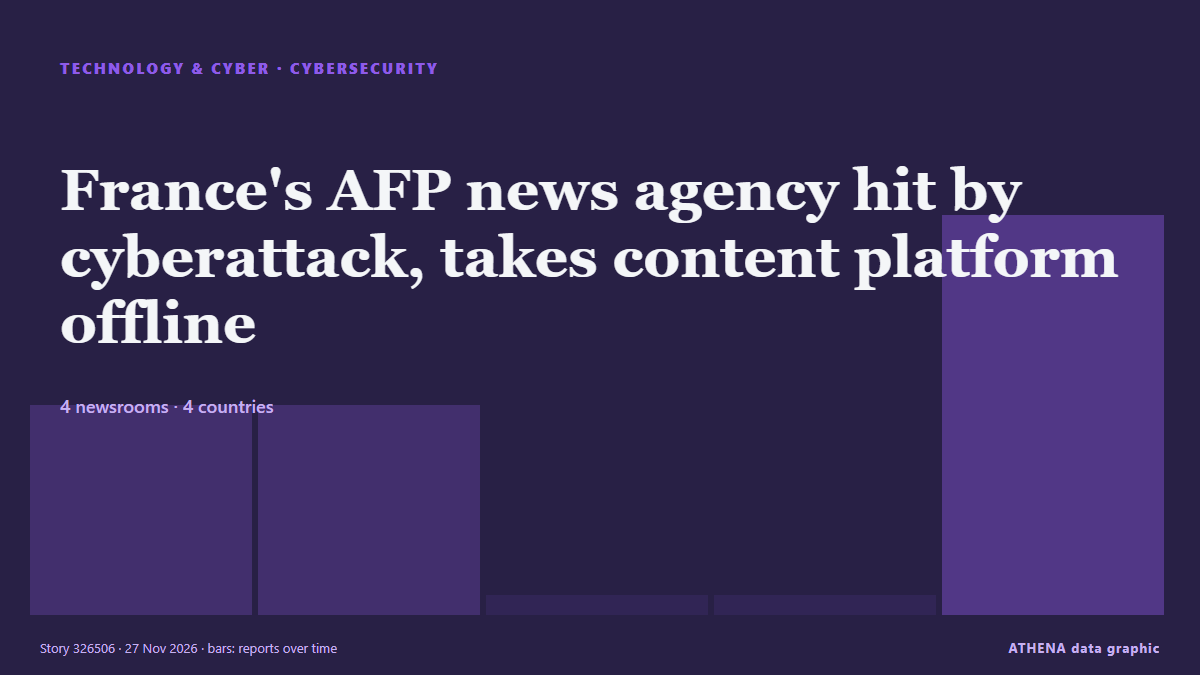 TECHNOLOGY & CYBER · CYBERSECURITY
France's AFP news agency hit by
cyberattack, takes content platform
offline
4 newsrooms · 4 countries
Story 326506 · 27 Nov 2026 · bars: reports over time
ATHENA data graphic